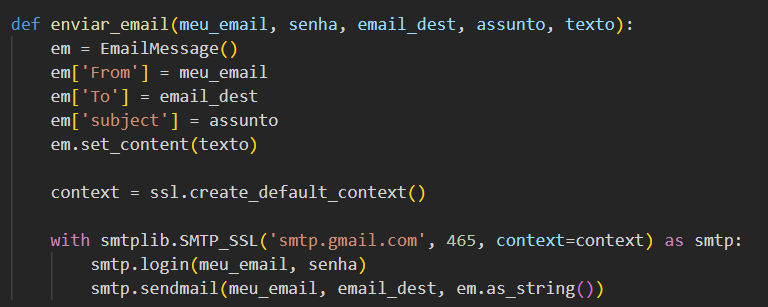 def enviar_email(meu_email, senha, email_dest, assunto, texto):
    em = EmailMessage()
    em['From'] = meu_email
    em['To'] = email_dest
    em['subject'] = assunto
    em.set_content(texto)

    context = ssl.create_default_context()

    with smtplib.SMTP_SSL('smtp.gmail.com', 465, context=context) as smtp:
        smtp.login(meu_email, senha)
        smtp.sendmail(meu_email, email_dest, em.as_string())